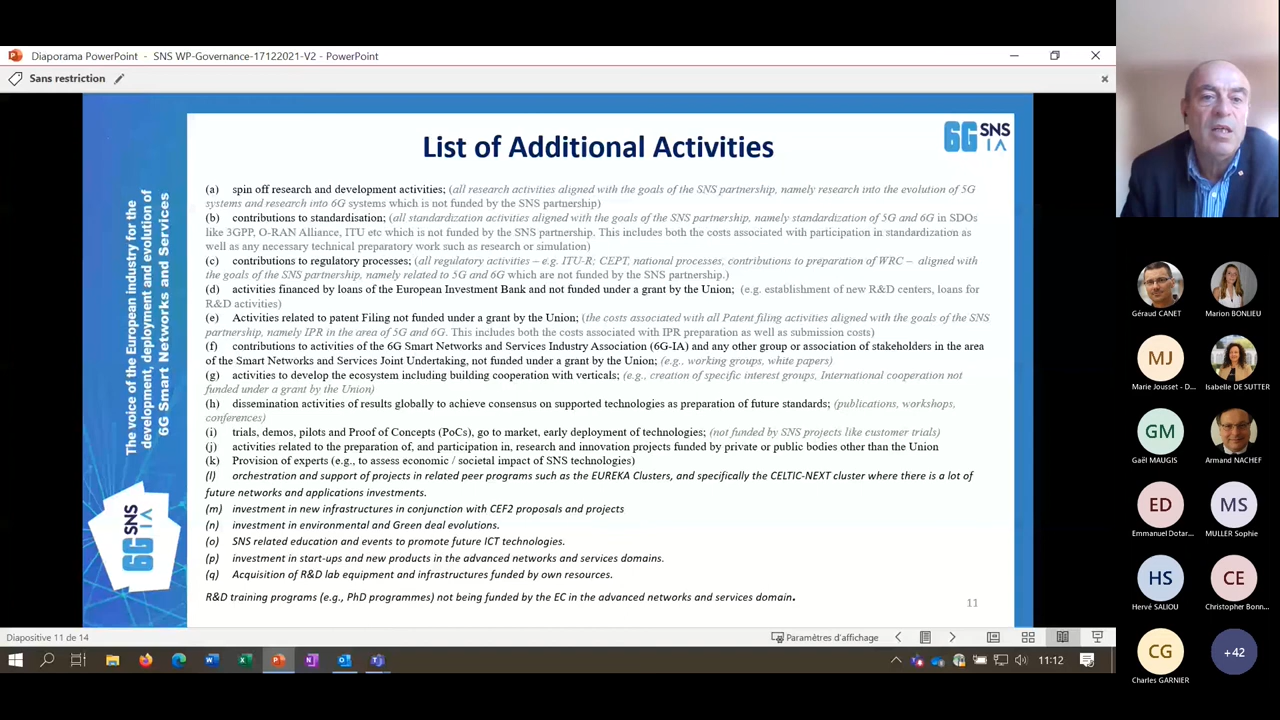 Diaporama PowerPoint - SNS WP-Governance-17122021-V2 - PowerPoint
Sans restriction
The voice of the European industry for the
development, deployment and evolution of
6G Smart Networks and Services
6G SNS
IA
List of Additional Activities
6G SNS
IA
(a) spin off research and development activities; (all research activities aligned with the goals of the SNS partnership, namely research into the evolution of 5G
systems and research into 6G systems which is not funded by the SNS partnership)
(b) contributions to standardisation; (all standardization activities aligned with the goals of the SNS partnership, namely standardization of 5G and 6G in SDOs
like 3GPP, O-RAN Alliance, ITU etc which is not funded by the SNS partnership. This includes both the costs associated with participation in standardization as
well as any necessary technical preparatory work such as research or simulation)
(c) contributions to regulatory processes; (all regulatory activities – e.g. ITU-R; CEPT, national processes, contributions to preparation of WRC – aligned with
the goals of the SNS partnership, namely related to 5G and 6G which are not funded by the SNS partnership.)
(d) activities financed by loans of the European Investment Bank and not funded under a grant by the Union; (e.g. establishment of new R&D centers, loans for
R&D activities)
(e) Activities related to patent Filing not funded under a grant by the Union; (the costs associated with all Patent filing activities aligned with the goals of the SNS
partnership, namely IPR in the area of 5G and 6G. This includes both the costs associated with IPR preparation as well as submission costs)
(f) contributions to activities of the 6G Smart Networks and Services Industry Association (6G-IA) and any other group or association of stakeholders in the area
of the Smart Networks and Services Joint Undertaking, not funded under a grant by the Union; (e.g., working groups, white papers)
(g) activities to develop the ecosystem including building cooperation with verticals; (e.g., creation of specific interest groups, International cooperation not
funded under a grant by the Union)
(h) dissemination activities of results globally to achieve consensus on supported technologies as preparation of future standards; (publications, workshops,
conferences)
(i) trials, demos, pilots and Proof of Concepts (PoCs), go to market, early deployment of technologies; (not funded by SNS projects like customer trials)
(j) activities related to the preparation of, and participation in, research and innovation projects funded by private or public bodies other than the Union
(k) Provision of experts (e.g., to assess economic / societal impact of SNS technologies)
(l) orchestration and support of projects in related peer programs such as the EUREKA Clusters, and specifically the CELTIC-NEXT cluster where there is a lot of
future networks and applications investments.
(m) investment in new infrastructures in conjunction with CEF2 proposals and projects
(n) investment in environmental and Green deal evolutions.
(o) SNS related education and events to promote future ICT technologies.
(p) investment in start-ups and new products in the advanced networks and services domains.
(q) Acquisition of R&D lab equipment and infrastructures funded by own resources.
R&D training programs (e.g., PhD programmes) not being funded by the EC in the advanced networks and services domain.
11
Diapositive 11 de 14
Paramètres d'affichage
11:12
Géraud CANET
Marion BONLIEU
MJ
Marie Jousset - D...
Isabelle DE SUTTER
GM
Gaël MAUGIS
Armand NACHEF
ED
Emmanuel Dotar...
MS
MULLER Sophie
HS
Hervé SALIOU
CE
Christopher Bonn...
CG
Charles GARNIER
+42